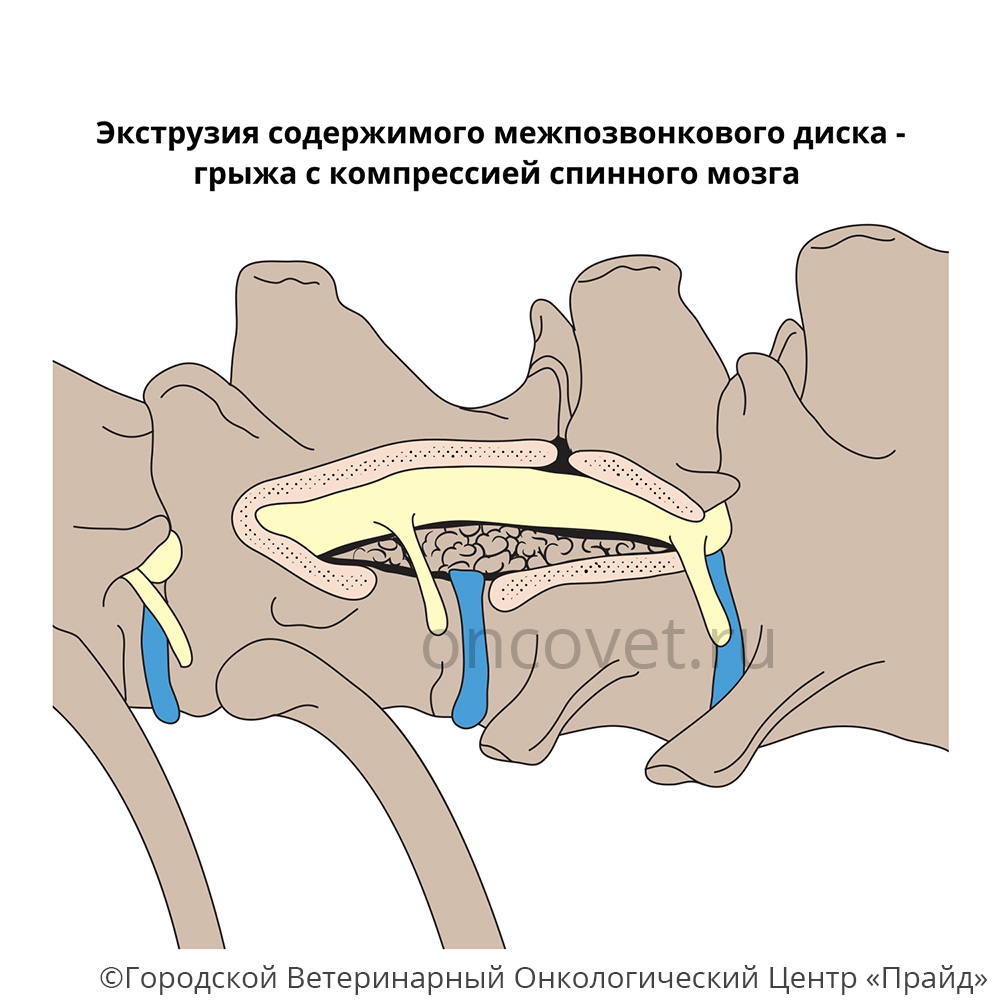 Экструзия содержимого межпозвонкового диска -
грыжа с компрессией спинного мозга
oncovet.ru
©Городской Ветеринарный Онкологический Центр «Прайд»